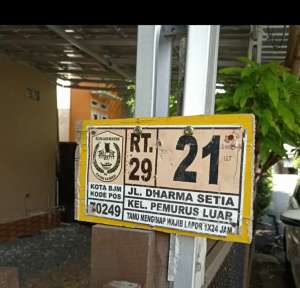 RT.
29
21
KOTA BJM
KODE POS
70249
JL. DHARMA SETIA
KEL. PEMURUS LUAR
TAMU MENGINAP WAJIB LAPOR 1X24 JAM